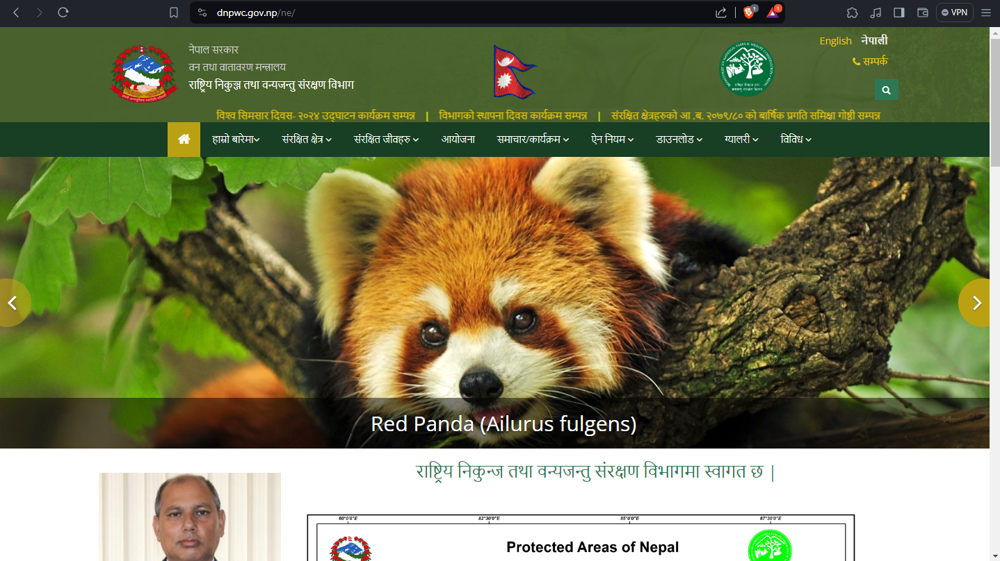 dnpwc.gov.np/ne/
1
1
VPN
नेपाल सरकार
वन तथा वातावरण मन्त्रालय
राष्ट्रिय निकुञ्ज तथा वन्यजन्तु संरक्षण विभाग
English नेपाली
सम्पर्क
विश्व सिमसार दिवस- २०२४ उद्घाटन कार्यक्रम सम्पन्न | विभागको स्थापना दिवस कार्यक्रम सम्पन्न | संरक्षित क्षेत्रहरुको आ .ब. २०७९/८० को बार्षिक प्रगति समिक्षा गोष्ठी सम्पन्न
हाम्रो बारेमा संरक्षित क्षेत्र संरक्षित जीवहरु आयोजना समाचार/कार्यक्रम ऐन नियम डाउनलोड ग्यालरी विविध
Red Panda (Ailurus fulgens)
राष्ट्रिय निकुन्ज तथा वन्यजन्तु संरक्षण विभागमा स्वागत छ |
80°0'0"E 82°30'0"E 85°0'0"E 87°30'0"E
Protected Areas of Nepal